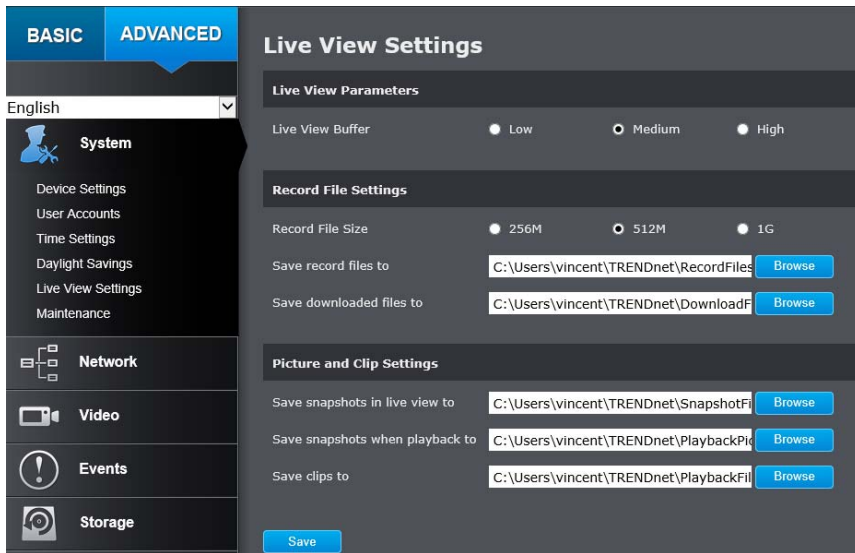 BASIC ADVANCED
English
System
Device Settings
User Accounts
Time Settings
Daylight Savings
Live View Settings
Maintenance
Network
Video
Events
Storage
Live View Settings
Live View Parameters
Live View Buffer Low Medium High
Record File Settings
Record File Size 256M 512M 1G
Save record files to C:\Users\vincent\TRENDnet\RecordFiles Browse
Save downloaded files to C:\Users\vincent\TRENDnet\DownloadF Browse
Picture and Clip Settings
Save snapshots in live view to C:\Users\vincent\TRENDnet\SnapshotFi Browse
Save snapshots when playback to C:\Users\vincent\TRENDnet\PlaybackPic Browse
Save clips to C:\Users\vincent\TRENDnet\PlaybackFil Browse
Save